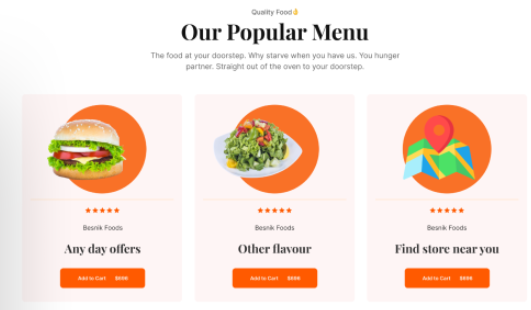 Quality Food👌
Our Popular Menu
The food at your doorstep. Why starve when you have us. You hunger
partner. Straight out of the oven to your doorstep.
Besnik Foods
Any day offers
Add to Cart
Besnik Foods
Other flavour
Add to Cart
Besnik Foods
Find store near you
Add to Cart